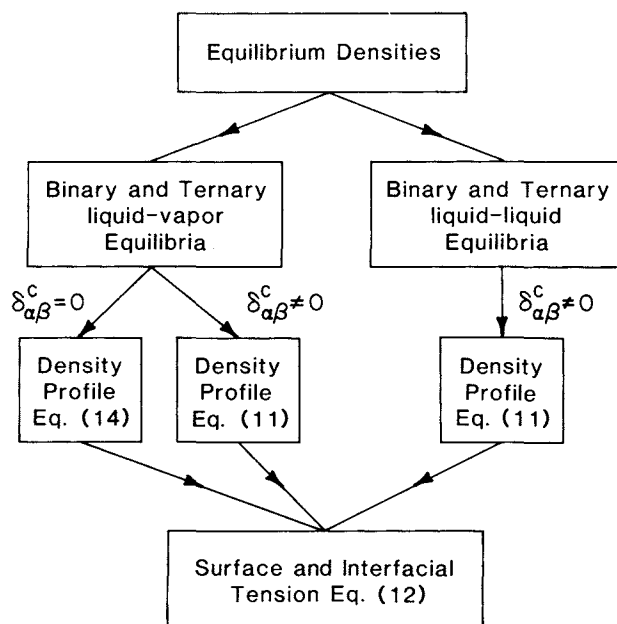 Equilibrium Densities
Binary and Ternary
liquid-vapor
Equilibria
Binary and Ternary
liquid-liquid
Equilibria
δ^c_αβ=0
δ^c_αβ≠0
δ^c_αβ≠0
Density
Profile
Eq. (14)
Density
Profile
Eq. (11)
Density
Profile
Eq. (11)
Surface and Interfacial
Tension Eq. (12)